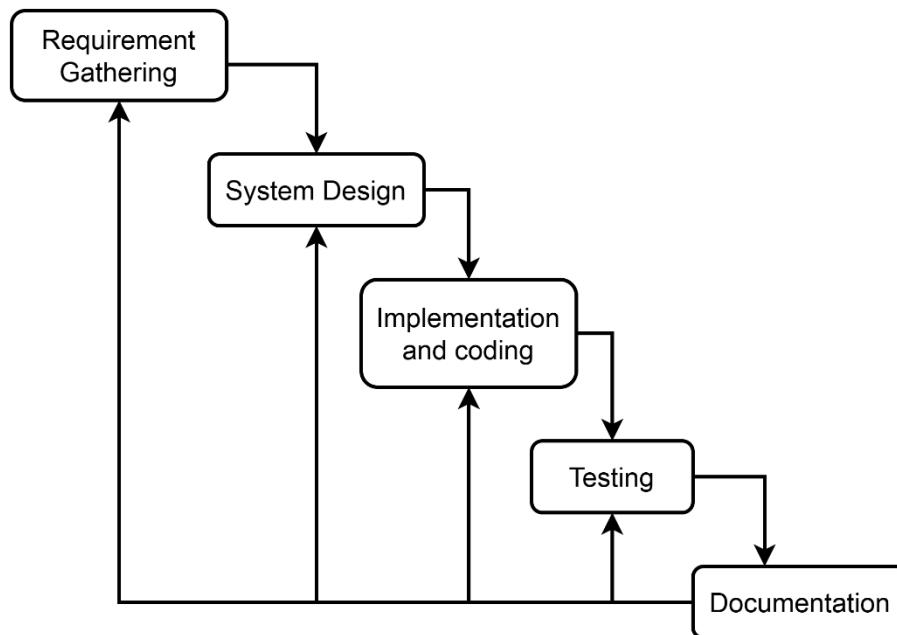 Requirement
Gathering
System Design
Implementation
and coding
Testing
Documentation